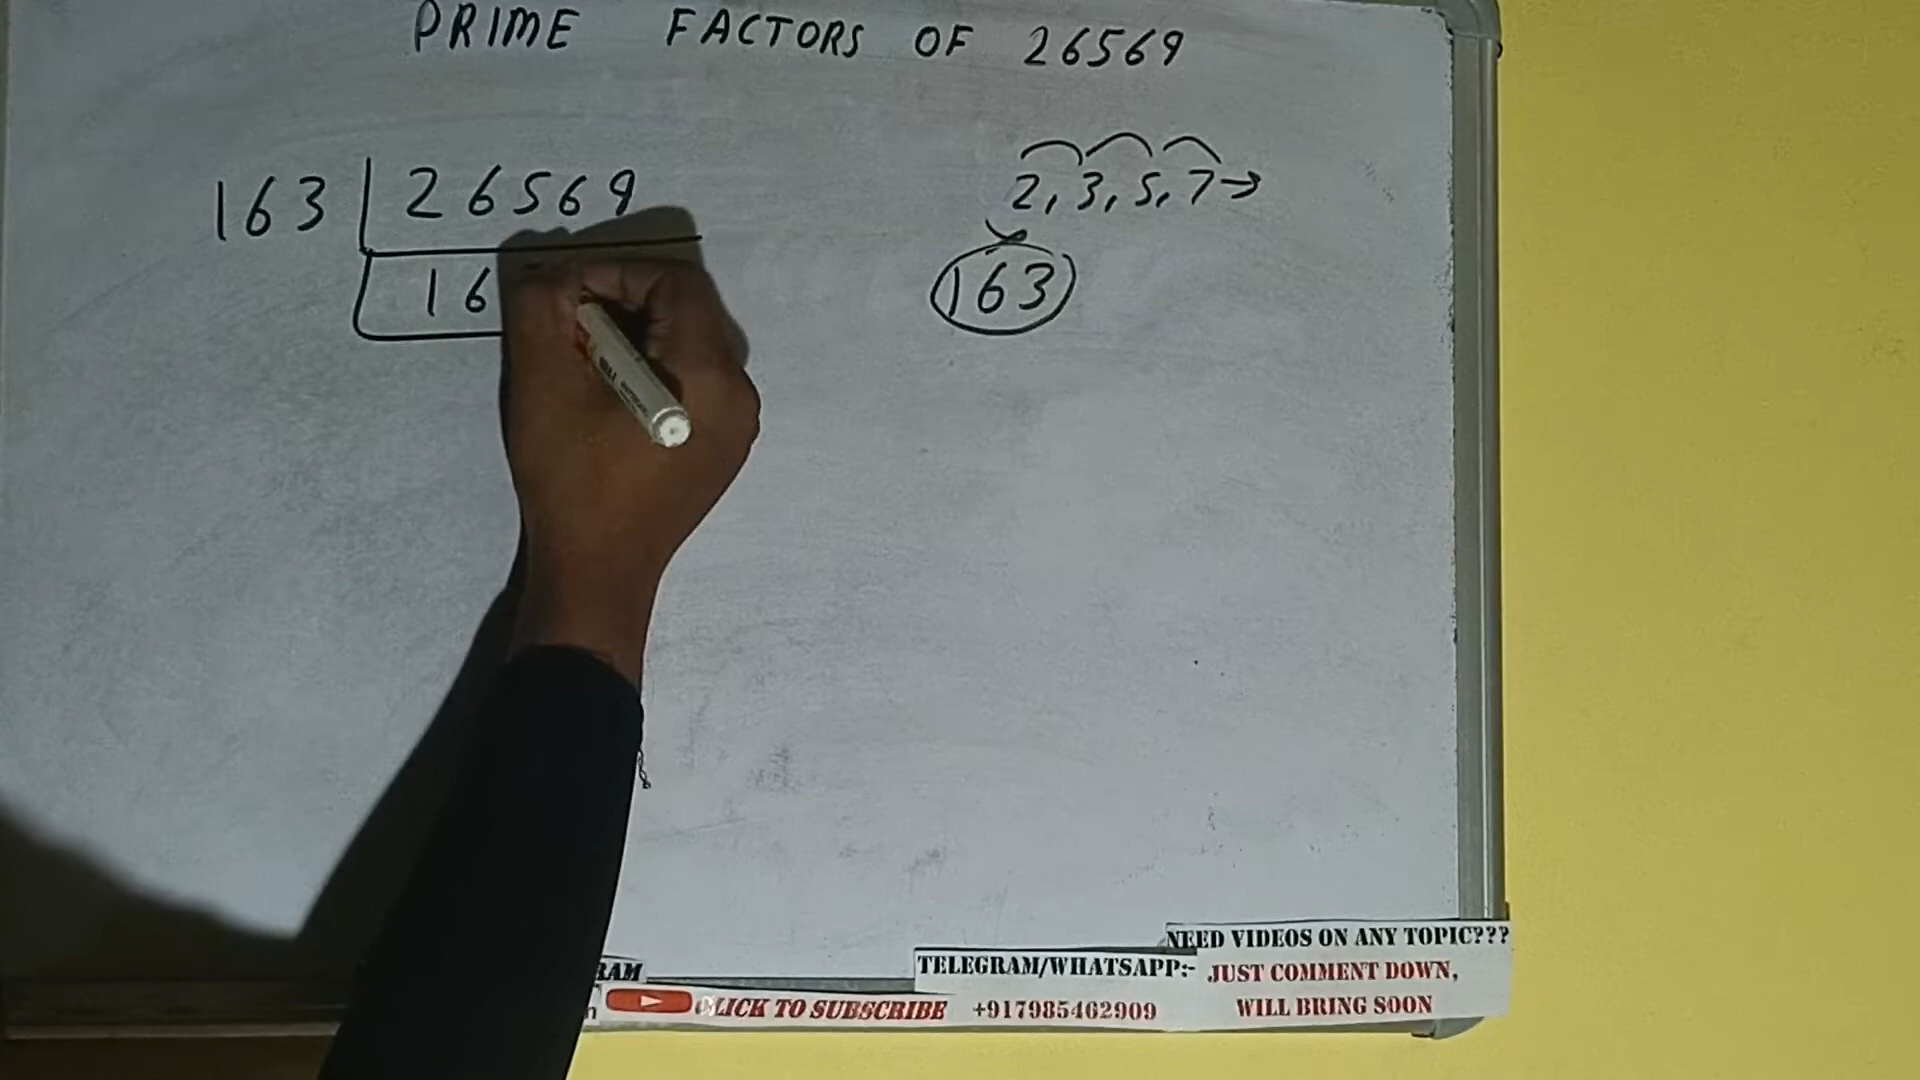 PRIME FACTORS OF 26569
163 26569
2, 3, 5, 7→
16
163
NEED VIDEOS ON ANY TOPIC???
TELEGRAM/WHATSAPP:- JUST COMMENT DOWN,
CLICK TO SUBSCRIBE +917985462909 WILL BRING SOON